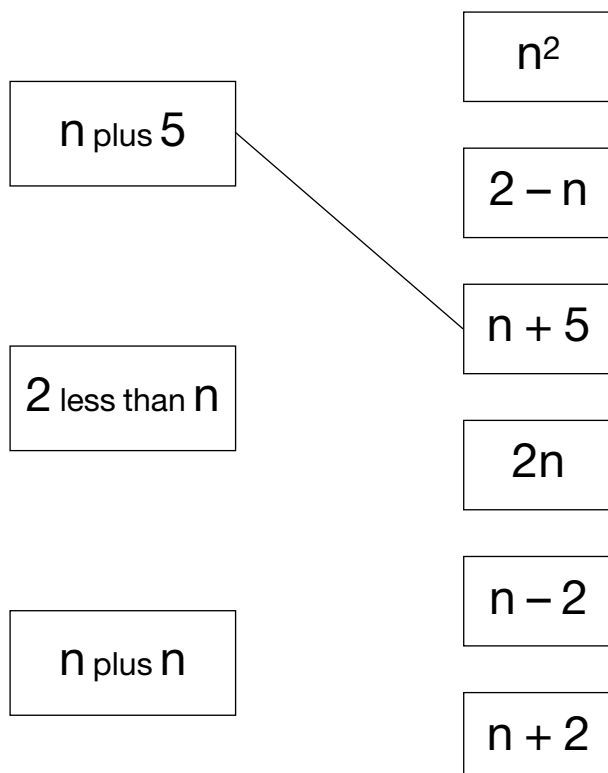 n plus 5
2 less than n
n plus n
n²
2 – n
n + 5
2n
n – 2
n + 2